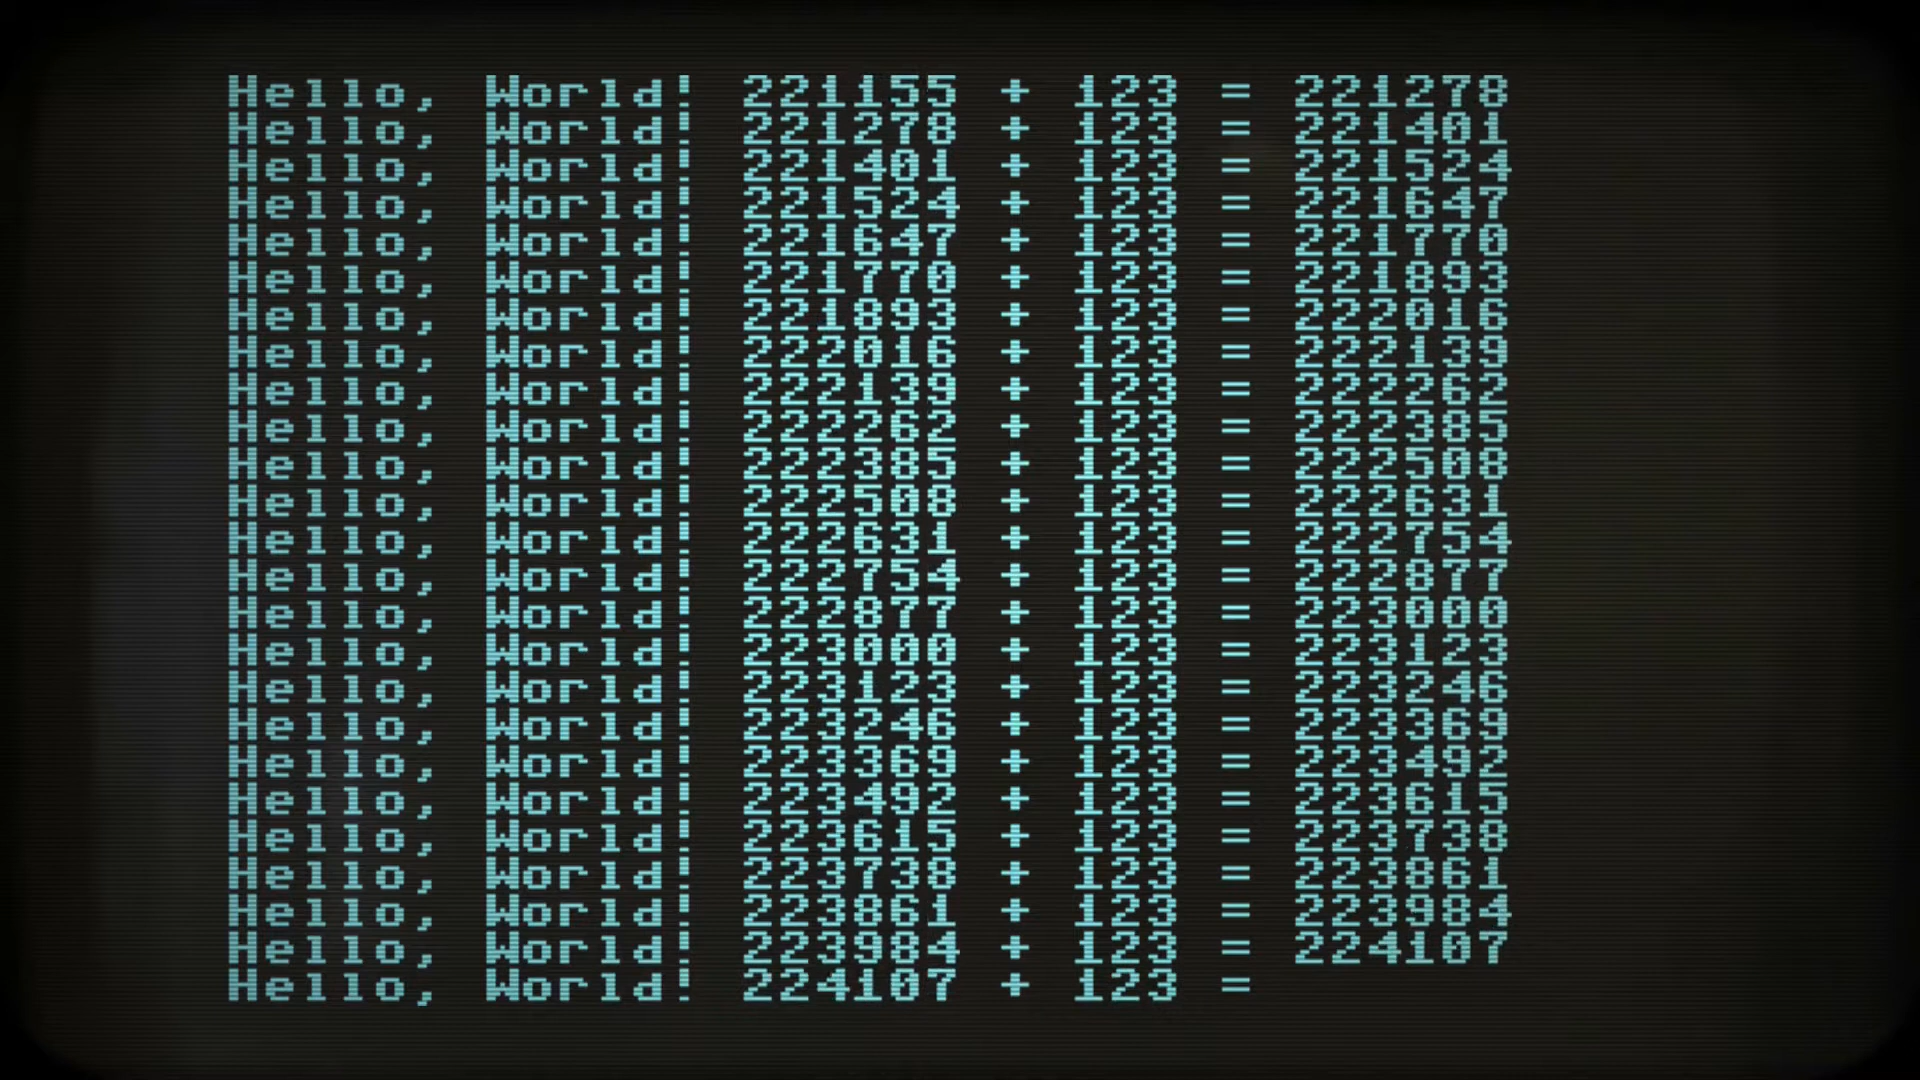 Hello, World! 221155 + 123 = 221278
Hello, World! 221278 + 123 = 221401
Hello, World! 221401 + 123 = 221524
Hello, World! 221524 + 123 = 221647
Hello, World! 221647 + 123 = 221770
Hello, World! 221770 + 123 = 221893
Hello, World! 221893 + 123 = 222016
Hello, World! 222016 + 123 = 222139
Hello, World! 222139 + 123 = 222262
Hello, World! 222262 + 123 = 222385
Hello, World! 222385 + 123 = 222508
Hello, World! 222508 + 123 = 222631
Hello, World! 222631 + 123 = 222754
Hello, World! 222754 + 123 = 222877
Hello, World! 222877 + 123 = 223000
Hello, World! 223000 + 123 = 223123
Hello, World! 223123 + 123 = 223246
Hello, World! 223246 + 123 = 223369
Hello, World! 223369 + 123 = 223492
Hello, World! 223492 + 123 = 223615
Hello, World! 223615 + 123 = 223738
Hello, World! 223738 + 123 = 223861
Hello, World! 223861 + 123 = 223984
Hello, World! 223984 + 123 = 224107
Hello, World! 224107 + 123 =